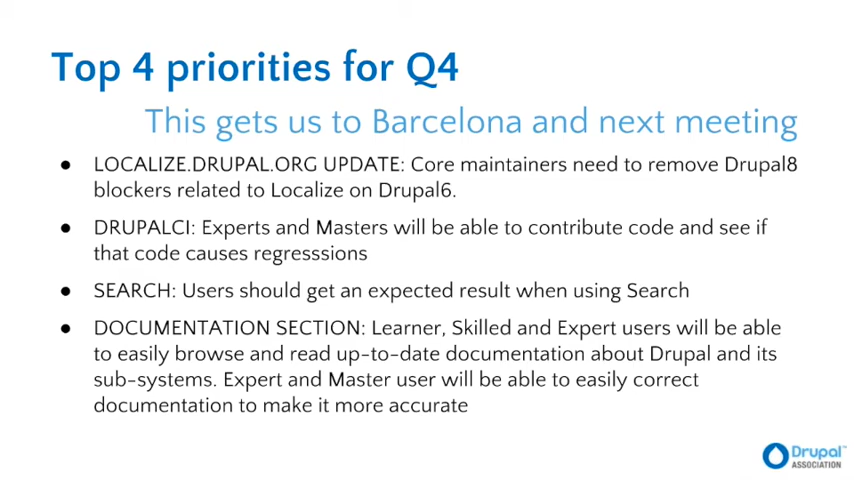 Top 4 priorities for Q4
This gets us to Barcelona and next meeting
● LOCALIZE.DRUPAL.ORG UPDATE: Core maintainers need to remove Drupal8
blockers related to Localize on Drupal6.
● DRUPALCI: Experts and Masters will be able to contribute code and see if
that code causes regresssions
● SEARCH: Users should get an expected result when using Search
● DOCUMENTATION SECTION: Learner, Skilled and Expert users will be able
to easily browse and read up-to-date documentation about Drupal and its
sub-systems. Expert and Master user will be able to easily correct
documentation to make it more accurate
Drupal™
ASSOCIATION